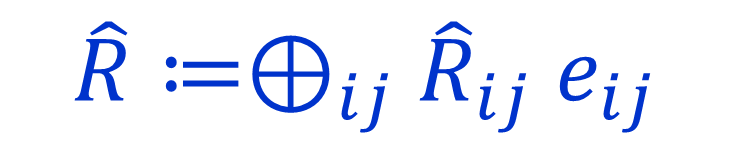 R̂ ≔ ⊕ᵢⱼ R̂ᵢⱼ eᵢⱼ